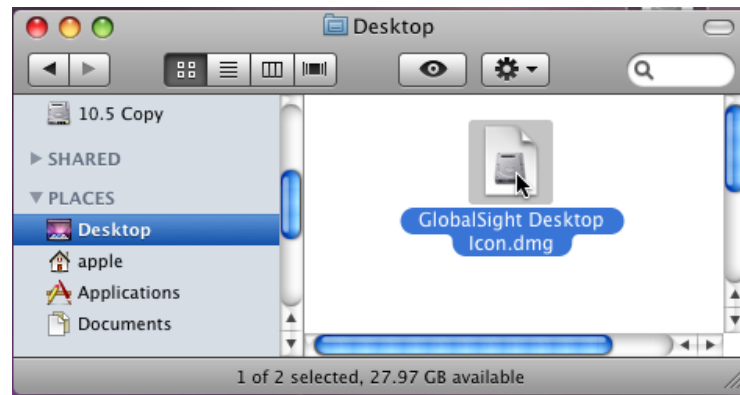 Desktop
10.5 Copy
SHARED
PLACES
Desktop
apple
Applications
Documents
GlobalSight Desktop
Icon.dmg
1 of 2 selected, 27.97 GB available